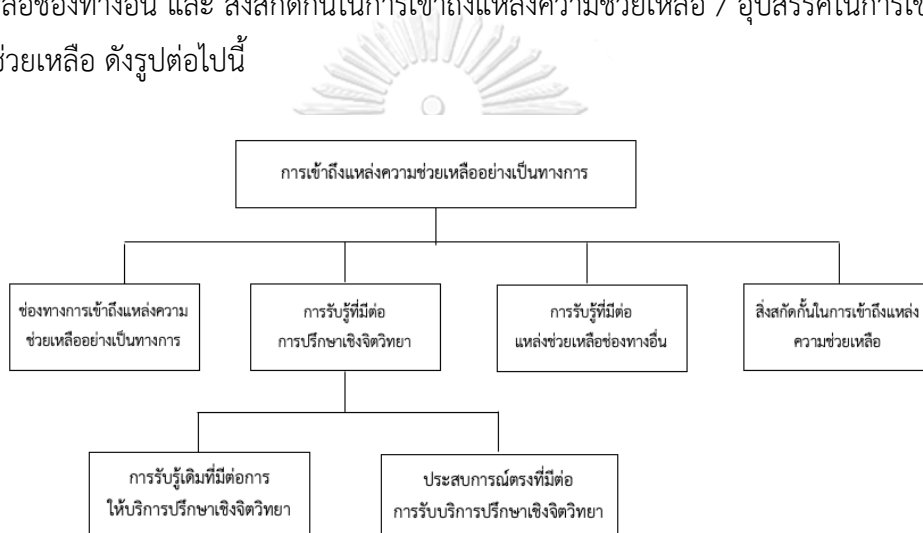 ช่องทางอื่น และ สิ่งสกัดกั้นในการเข้าถึงแหล่งความช่วยเหลือ / อุปสรรคในการเข้
ช่วยเหลือ ดังรูปต่อไปนี้
การเข้าถึงแหล่งความช่วยเหลืออย่างเป็นทางการ
ช่องทางการเข้าถึงแหล่งความ
ช่วยเหลืออย่างเป็นทางการ
การรับรู้ที่มีต่อ
การปรึกษาเชิงจิตวิทยา
การรับรู้ที่มีต่อ
แหล่งช่วยเหลือช่องทางอื่น
สิ่งสกัดกั้นในการเข้าถึงแหล่ง
ความช่วยเหลือ
การรับรู้เดิมที่มีต่อการ
ให้บริการปรึกษาเชิงจิตวิทยา
ประสบการณ์ตรงที่มีต่อ
การรับบริการปรึกษาเชิงจิตวิทยา